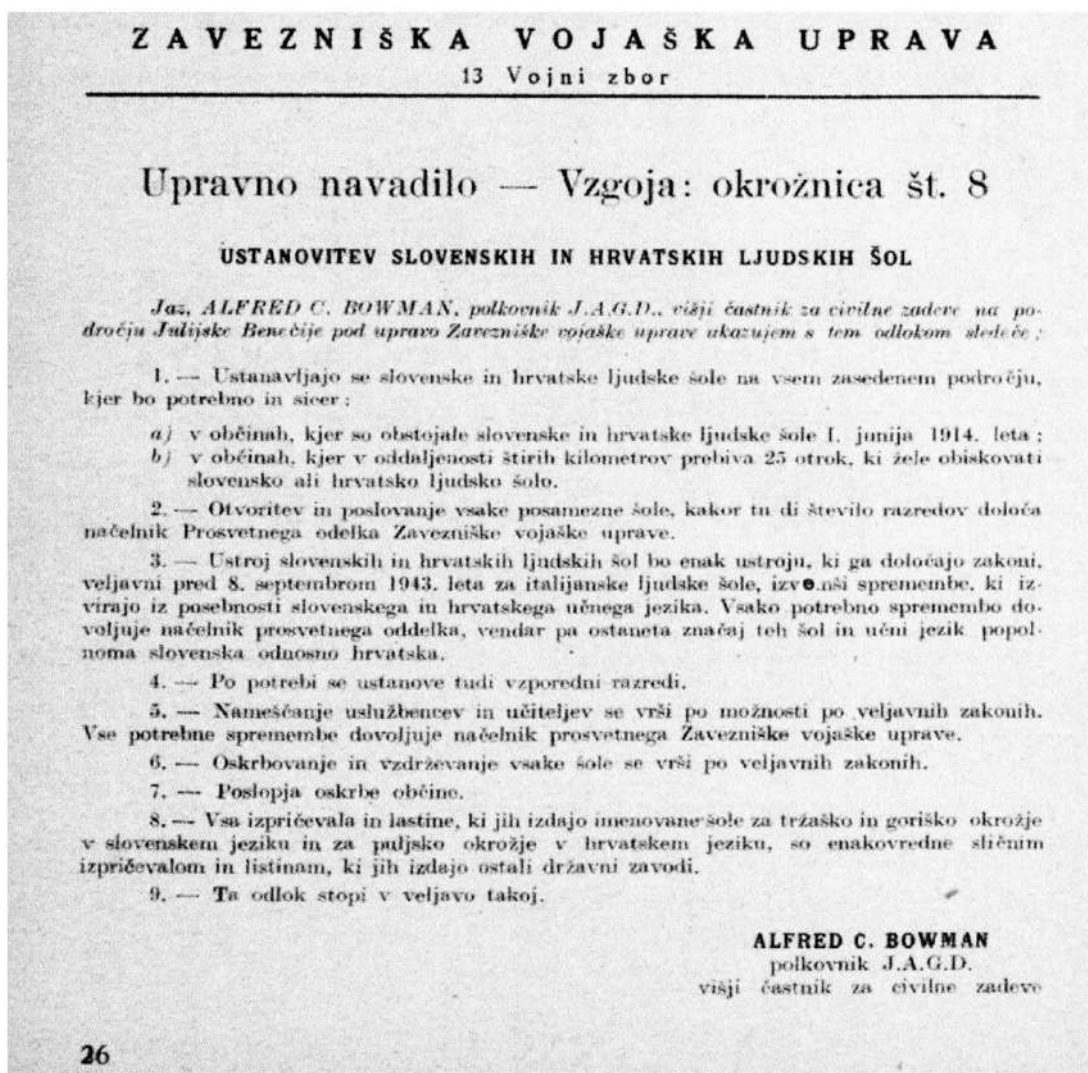 ZAVEZNIŠKA VOJAŠKA UPRAVA
13 Vojni zbor
Upravno navadilo — Vzgoja: okrožnica št. 8
USTANOVITEV SLOVENSKIH IN HRVATSKIH LJUDSKIH ŠOL
Jaz, ALFRED C. BOWMAN, polkovnik J.A.G.D., višji častnik za civilne zadeve na po-
dročju Julijske Benečije pod upravo Zavezniške vojaške uprave ukazujem s tem odlokom sledeče :
1. — Ustanavljajo se slovenske in hrvatske ljudske šole na vsem zasedenem področju,
kjer bo potrebno in sicer :
a) v občinah, kjer so obstojale slovenske in hrvatske ljudske šole I. junija 1914. leta ;
b) v občinah, kjer v oddaljenosti štirih kilometrov prebiva 25 otrok, ki žele obiskovati
slovensko ali hrvatsko ljudsko šolo.
2. — Otvoritev in poslovanje vsake posamezne šole, kakor tu di število razredov določa
načelnik Prosvetnega odelka Zavezniške vojaške uprave.
3. — Ustroj slovenskih in hrvatskih ljudskih šol bo enak ustroju, ki ga določajo zakoni,
veljavni pred 8. septembrom 1943. leta za italijanske ljudske šole, izve.nši spremembe, ki iz-
virajo iz posebnosti slovenskega in hrvatskega učnega jezika. Vsako potrebno spremembo do-
voljuje načelnik prosvetnega oddelka, vendar pa ostaneta značaj teh šol in učni jezik popol-
noma slovenska odnosno hrvatska.
4. — Po potrebi se ustanove tudi vzporedni razredi.
5. — Nameščanje uslužbencev in učiteljev se vrši po možnosti po veljavnih zakonih.
Vse potrebne spremembe dovoljuje načelnik prosvetnega Zavezniške vojaške uprave.
6. — Oskrbovanje in vzdrževanje vsake šole se vrši po veljavnih zakonih.
7. — Poslopja oskrbe občine.
8. — Vsa izpričevala in lastine, ki jih izdajo imenovane šole za tržaško in goriško okrožje
v slovenskem jeziku in za puljsko okrožje v hrvatskem jeziku, so enakovredne sličnim
izpričevalom in listinam, ki jih izdajo ostali državni zavodi.
9. — Ta odlok stopi v veljavo takoj.
ALFRED C. BOWMAN
polkovnik J.A.G.D.
višji častnik za civilne zadeve
26